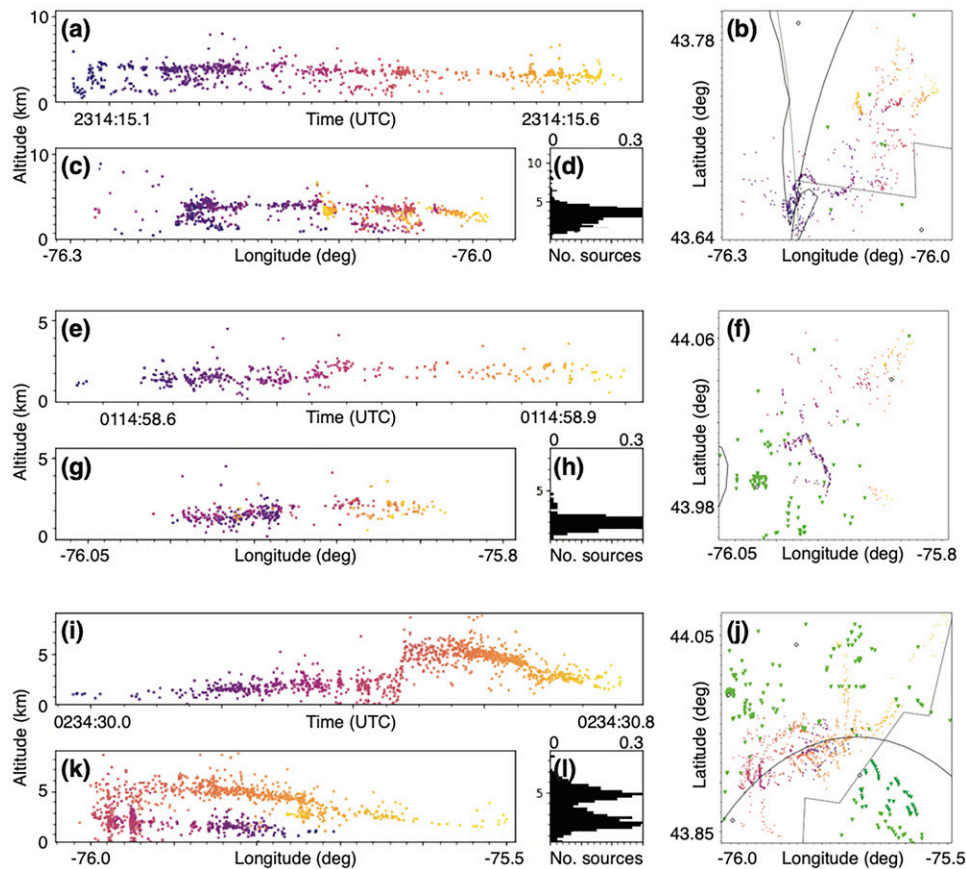 (a)
10
5
0
Altitude (km)
2314:15.1
Time (UTC)
2314:15.6
(b)
43.78
Latitude (deg)
43.64
-76.3
Longitude (deg)
-76.0
(c)
10
0
-76.3
Longitude (deg)
-76.0
(d)
0
0.3
10
5
No. sources
(e)
5
0
Altitude (km)
0114:58.6
Time (UTC)
0114:58.9
(f)
44.06
Latitude (deg)
43.98
-76.05
Longitude (deg)
-75.8
(g)
5
0
-76.05
Longitude (deg)
-75.8
(h)
0
0.3
5
No. sources
(i)
5
0
Altitude (km)
0234:30.0
Time (UTC)
0234:30.8
(j)
44.05
Latitude (deg)
43.85
-76.0
Longitude (deg)
-75.5
(k)
5
0
-76.0
Longitude (deg)
-75.5
(l)
0
0.3
5
No. sources